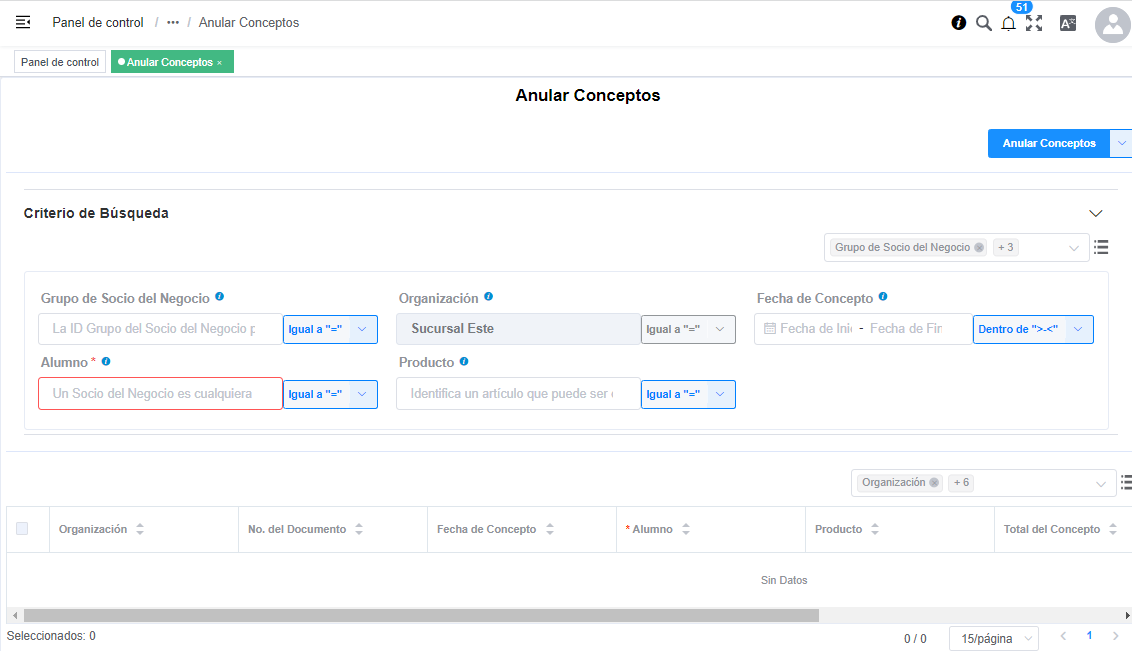 Panel de control / ••• / Anular Conceptos
51
Panel de control
Anular Conceptos ×
Anular Conceptos
Anular Conceptos
Criterio de Búsqueda
Grupo de Socio del Negocio + 3
Grupo de Socio del Negocio Organización Fecha de Concepto
La ID Grupo del Socio del Negocio p Igual a "=" Sucursal Este Igual a "=" Fecha de Inic - Fecha de Fin Dentro de ">-<"
Alumno * Producto
Un Socio del Negocio es cualquiera Igual a "=" Identifica un artículo que puede ser Igual a "="
Organización + 6
Organización No. del Documento Fecha de Concepto * Alumno Producto Total del Concepto
Sin Datos
Seleccionados: 0
0 / 0 15/página 1